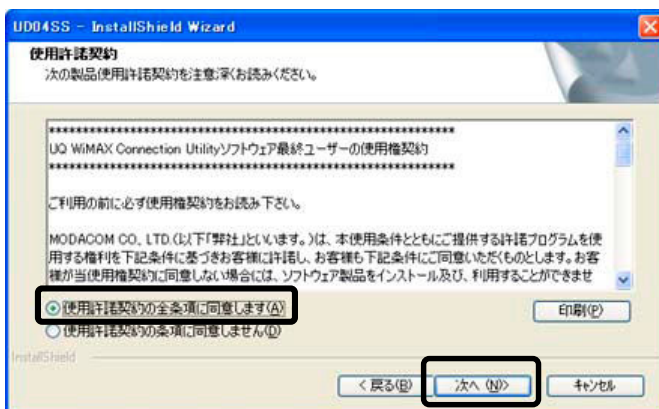 UD04SS - InstallShield Wizard
使用許諾契約
次の製品使用許諾契約を注意深くお読みください。
************************************************************
UQ WiMAX Connection Utilityソフトウェア最終ユーザーの使用権契約
************************************************************
ご利用の前に必ず使用権契約をお読み下さい。
MODACOM CO., LTD.(以下「弊社」といいます。)は、本使用条件とともにご提供する許諾プログラムを使
用する権利を下記条件に基づきお客様に許諾し、お客様も下記条件にご同意いただくものとします。お客
様が当使用権契約に同意しない場合には、ソフトウェア製品をインストール及び、利用することができませ
使用許諾契約の全条項に同意します(A)
印刷(P)
使用許諾契約の条項に同意しません(D)
InstallShield
< 戻る(B)
次へ (N)>
キャンセル